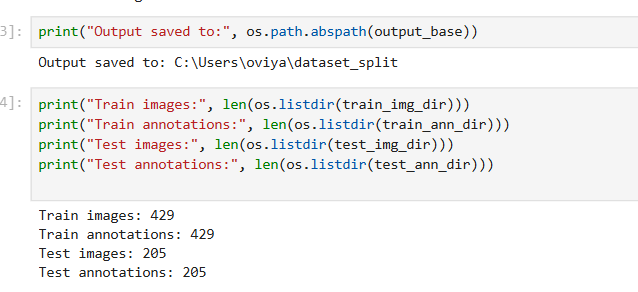 3]:
print("Output saved to:", os.path.abspath(output_base))
Output saved to: C:\Users\oviya\dataset_split
4]:
print("Train images:", len(os.listdir(train_img_dir)))
print("Train annotations:", len(os.listdir(train_ann_dir)))
print("Test images:", len(os.listdir(test_img_dir)))
print("Test annotations:", len(os.listdir(test_ann_dir)))
Train images: 429
Train annotations: 429
Test images: 205
Test annotations: 205